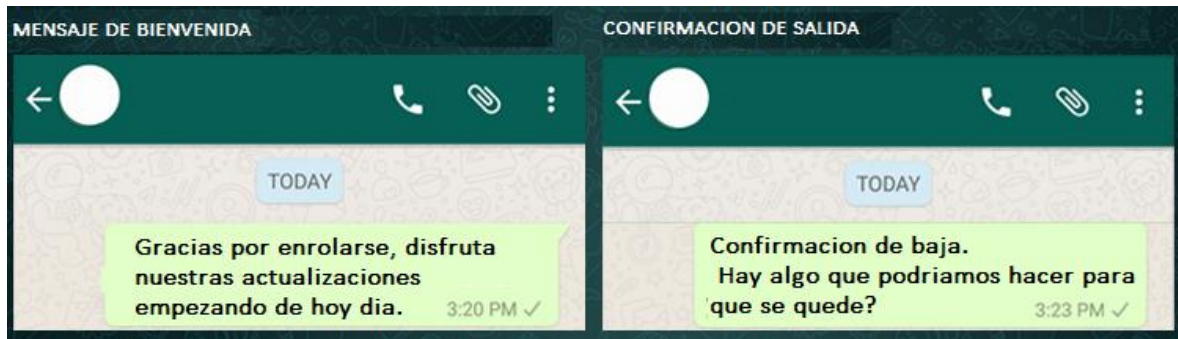 MENSAJE DE BIENVENIDA
TODAY
Gracias por enrolarse, disfruta
nuestras actualizaciones
empezando de hoy dia.
3:20 PM
CONFIRMACION DE SALIDA
TODAY
Confirmacion de baja.
Hay algo que podriamos hacer para
que se quede?
3:23 PM